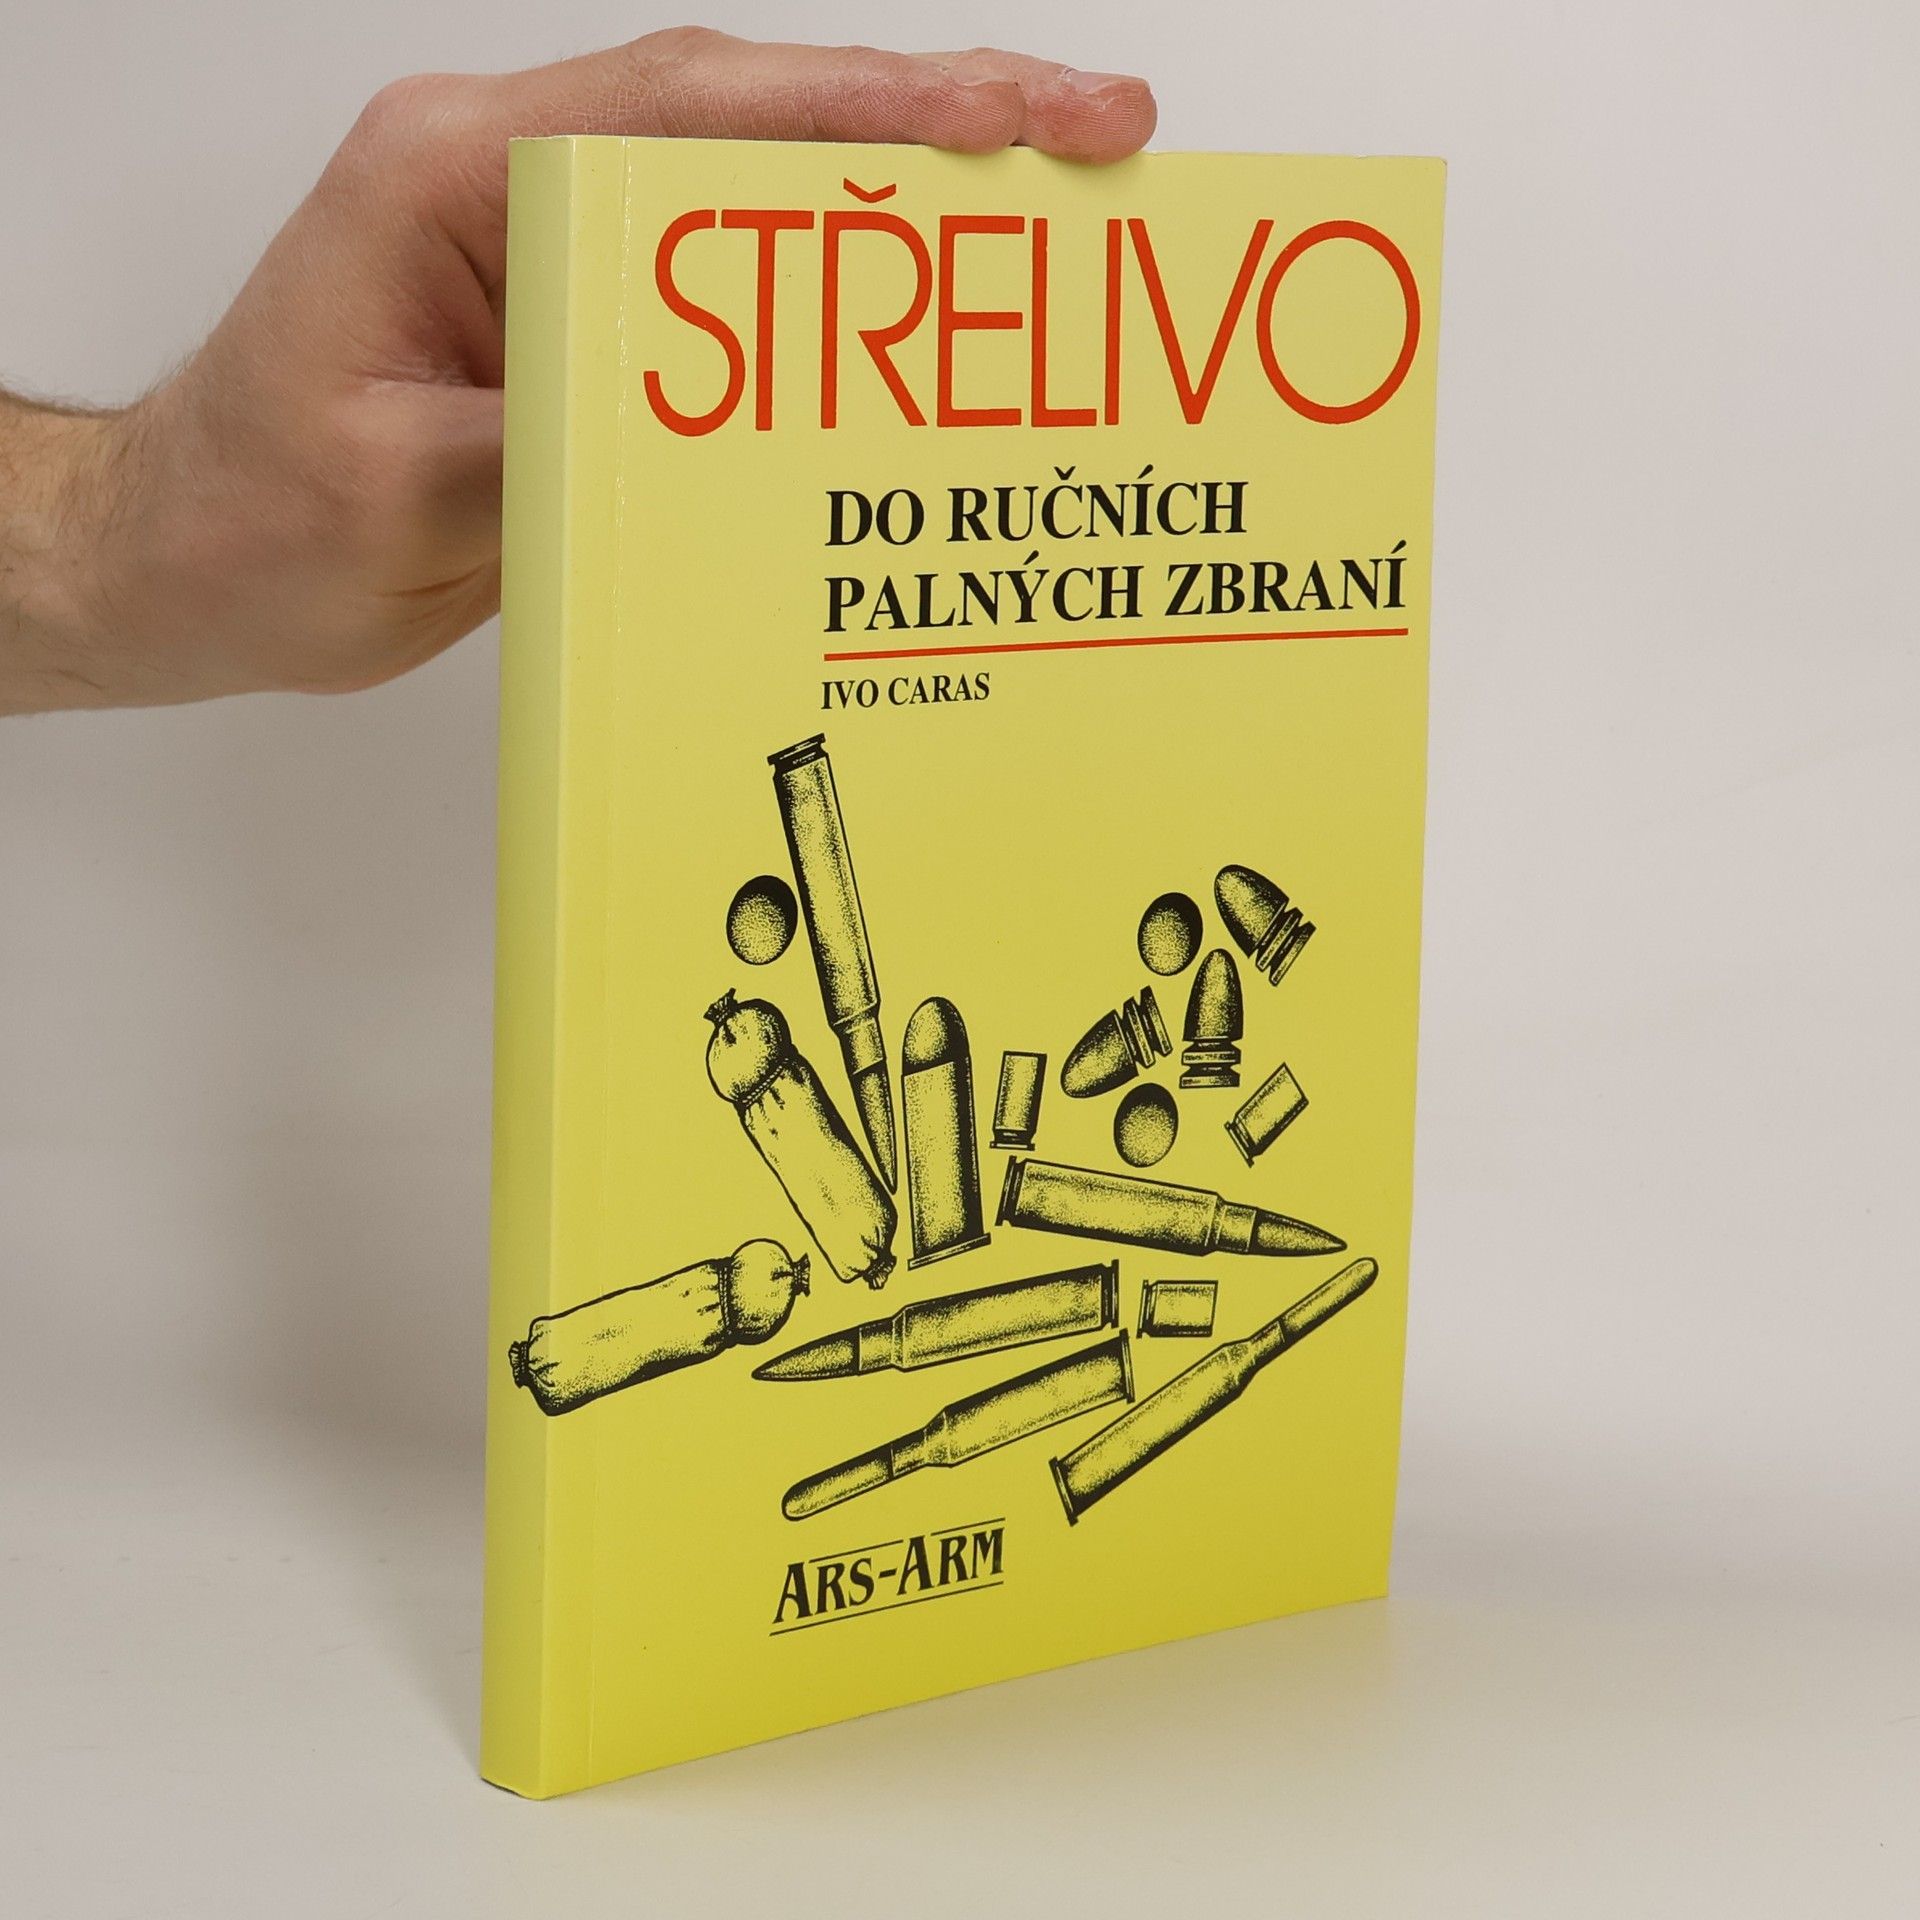 STŘELIVO
DO RUČNÍCH
PALNÝCH ZBRANÍ
IVO CARAS
ARS-ARM